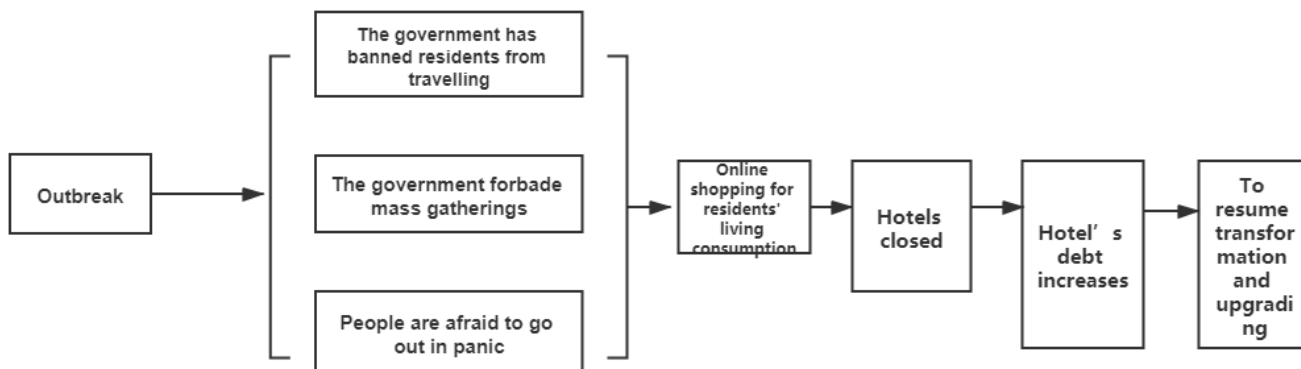 Outbreak
The government has
banned residents from
travelling
The government forbade
mass gatherings
People are afraid to go
out in panic
Online
shopping for
residents'
living
consumption
Hotels
closed
Hotel’s
debt
increases
To
resume
transfor
mation
and
upgradi
ng